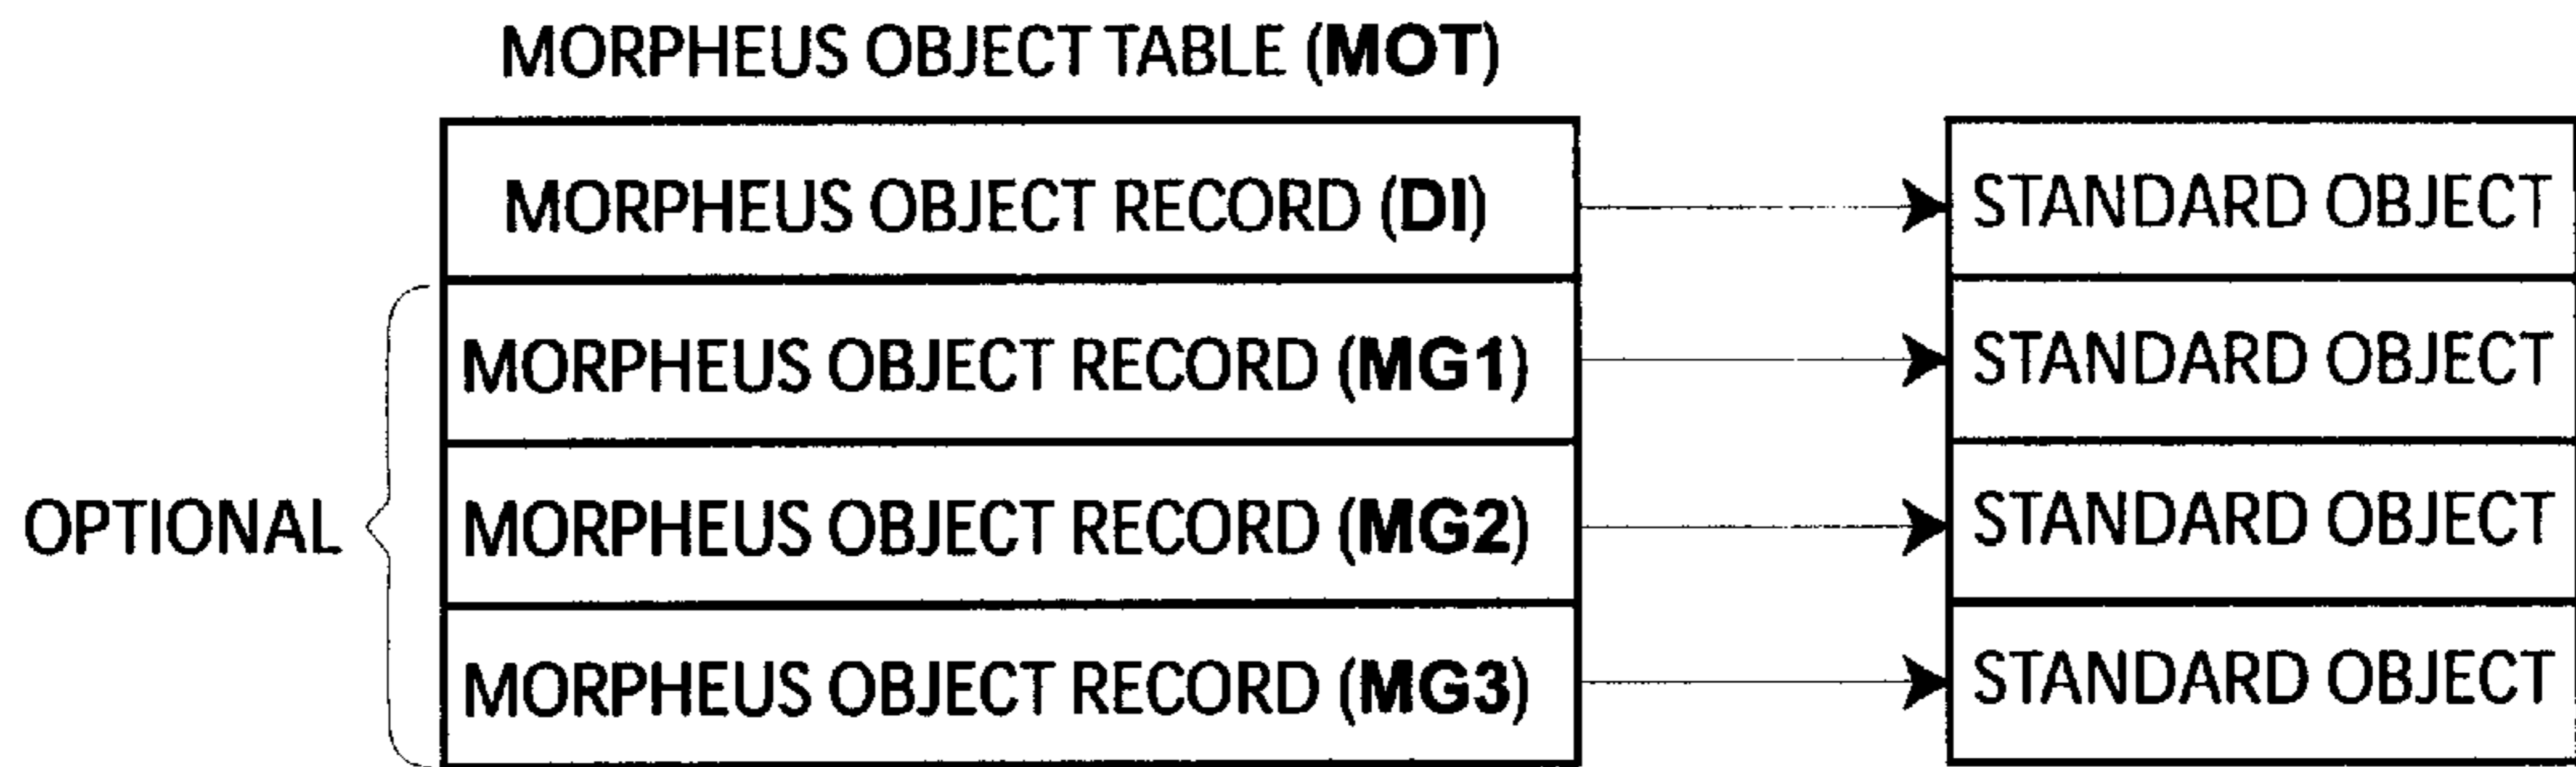 MORPHEUS OBJECT TABLE (MOT)
MORPHEUS OBJECT RECORD (DI)
STANDARD OBJECT
MORPHEUS OBJECT RECORD (MG1)
STANDARD OBJECT
OPTIONAL
MORPHEUS OBJECT RECORD (MG2)
STANDARD OBJECT
MORPHEUS OBJECT RECORD (MG3)
STANDARD OBJECT